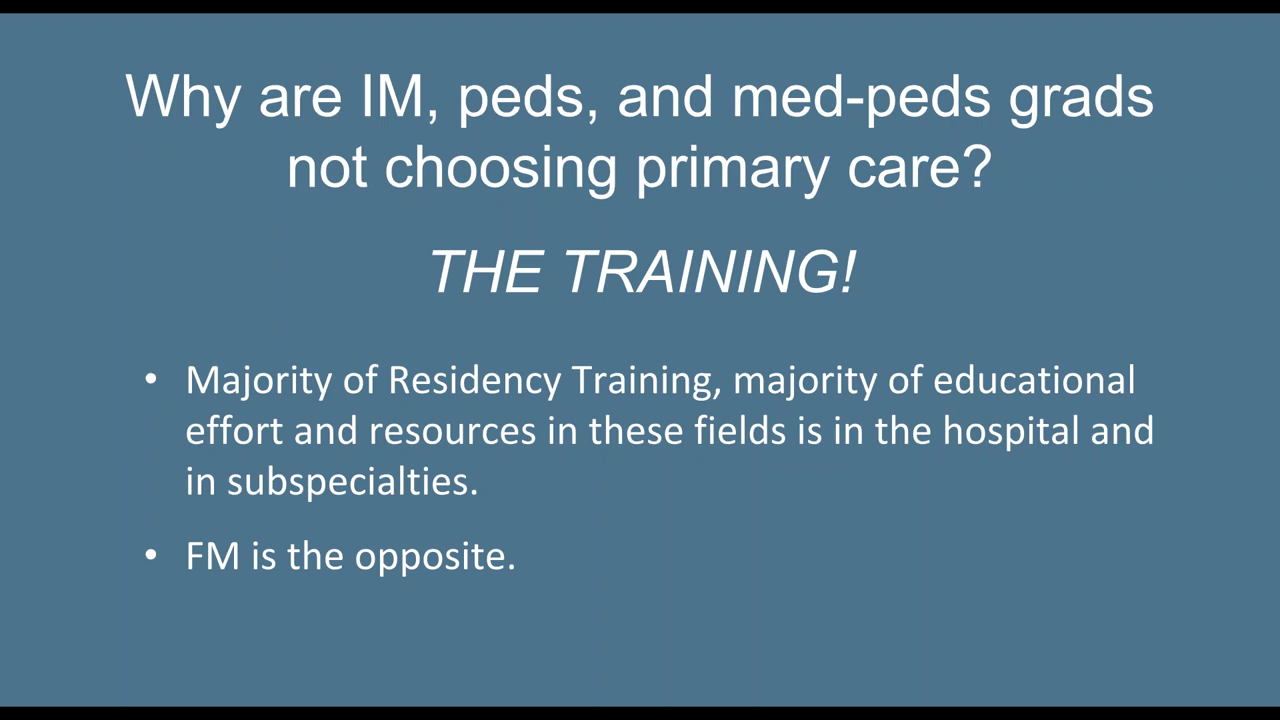 Why are IM, peds, and med-peds grads
not choosing primary care?
THE TRAINING!
• Majority of Residency Training, majority of educational
effort and resources in these fields is in the hospital and
in subspecialties.
• FM is the opposite.